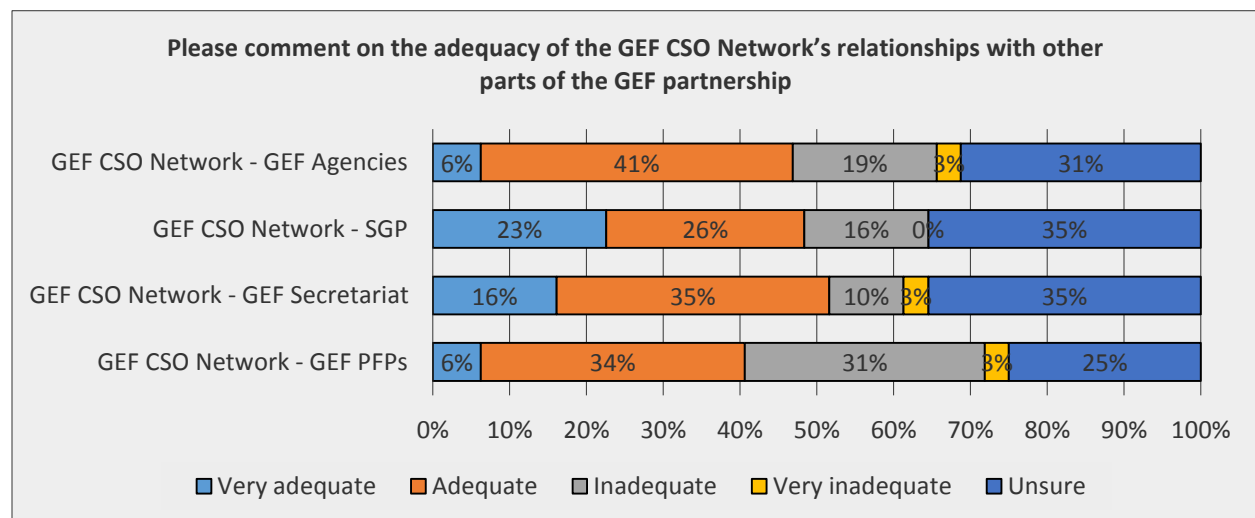 Please comment on the adequacy of the GEF CSO Network’s relationships with other
parts of the GEF partnership
GEF CSO Network - GEF Agencies 6% 41% 19% 3% 31%
GEF CSO Network - SGP 23% 26% 16% 0% 35%
GEF CSO Network - GEF Secretariat 16% 35% 10% 3% 35%
GEF CSO Network - GEF PFPs 6% 34% 31% 3% 25%
0% 10% 20% 30% 40% 50% 60% 70% 80% 90% 100%
Very adequate Adequate Inadequate Very inadequate Unsure